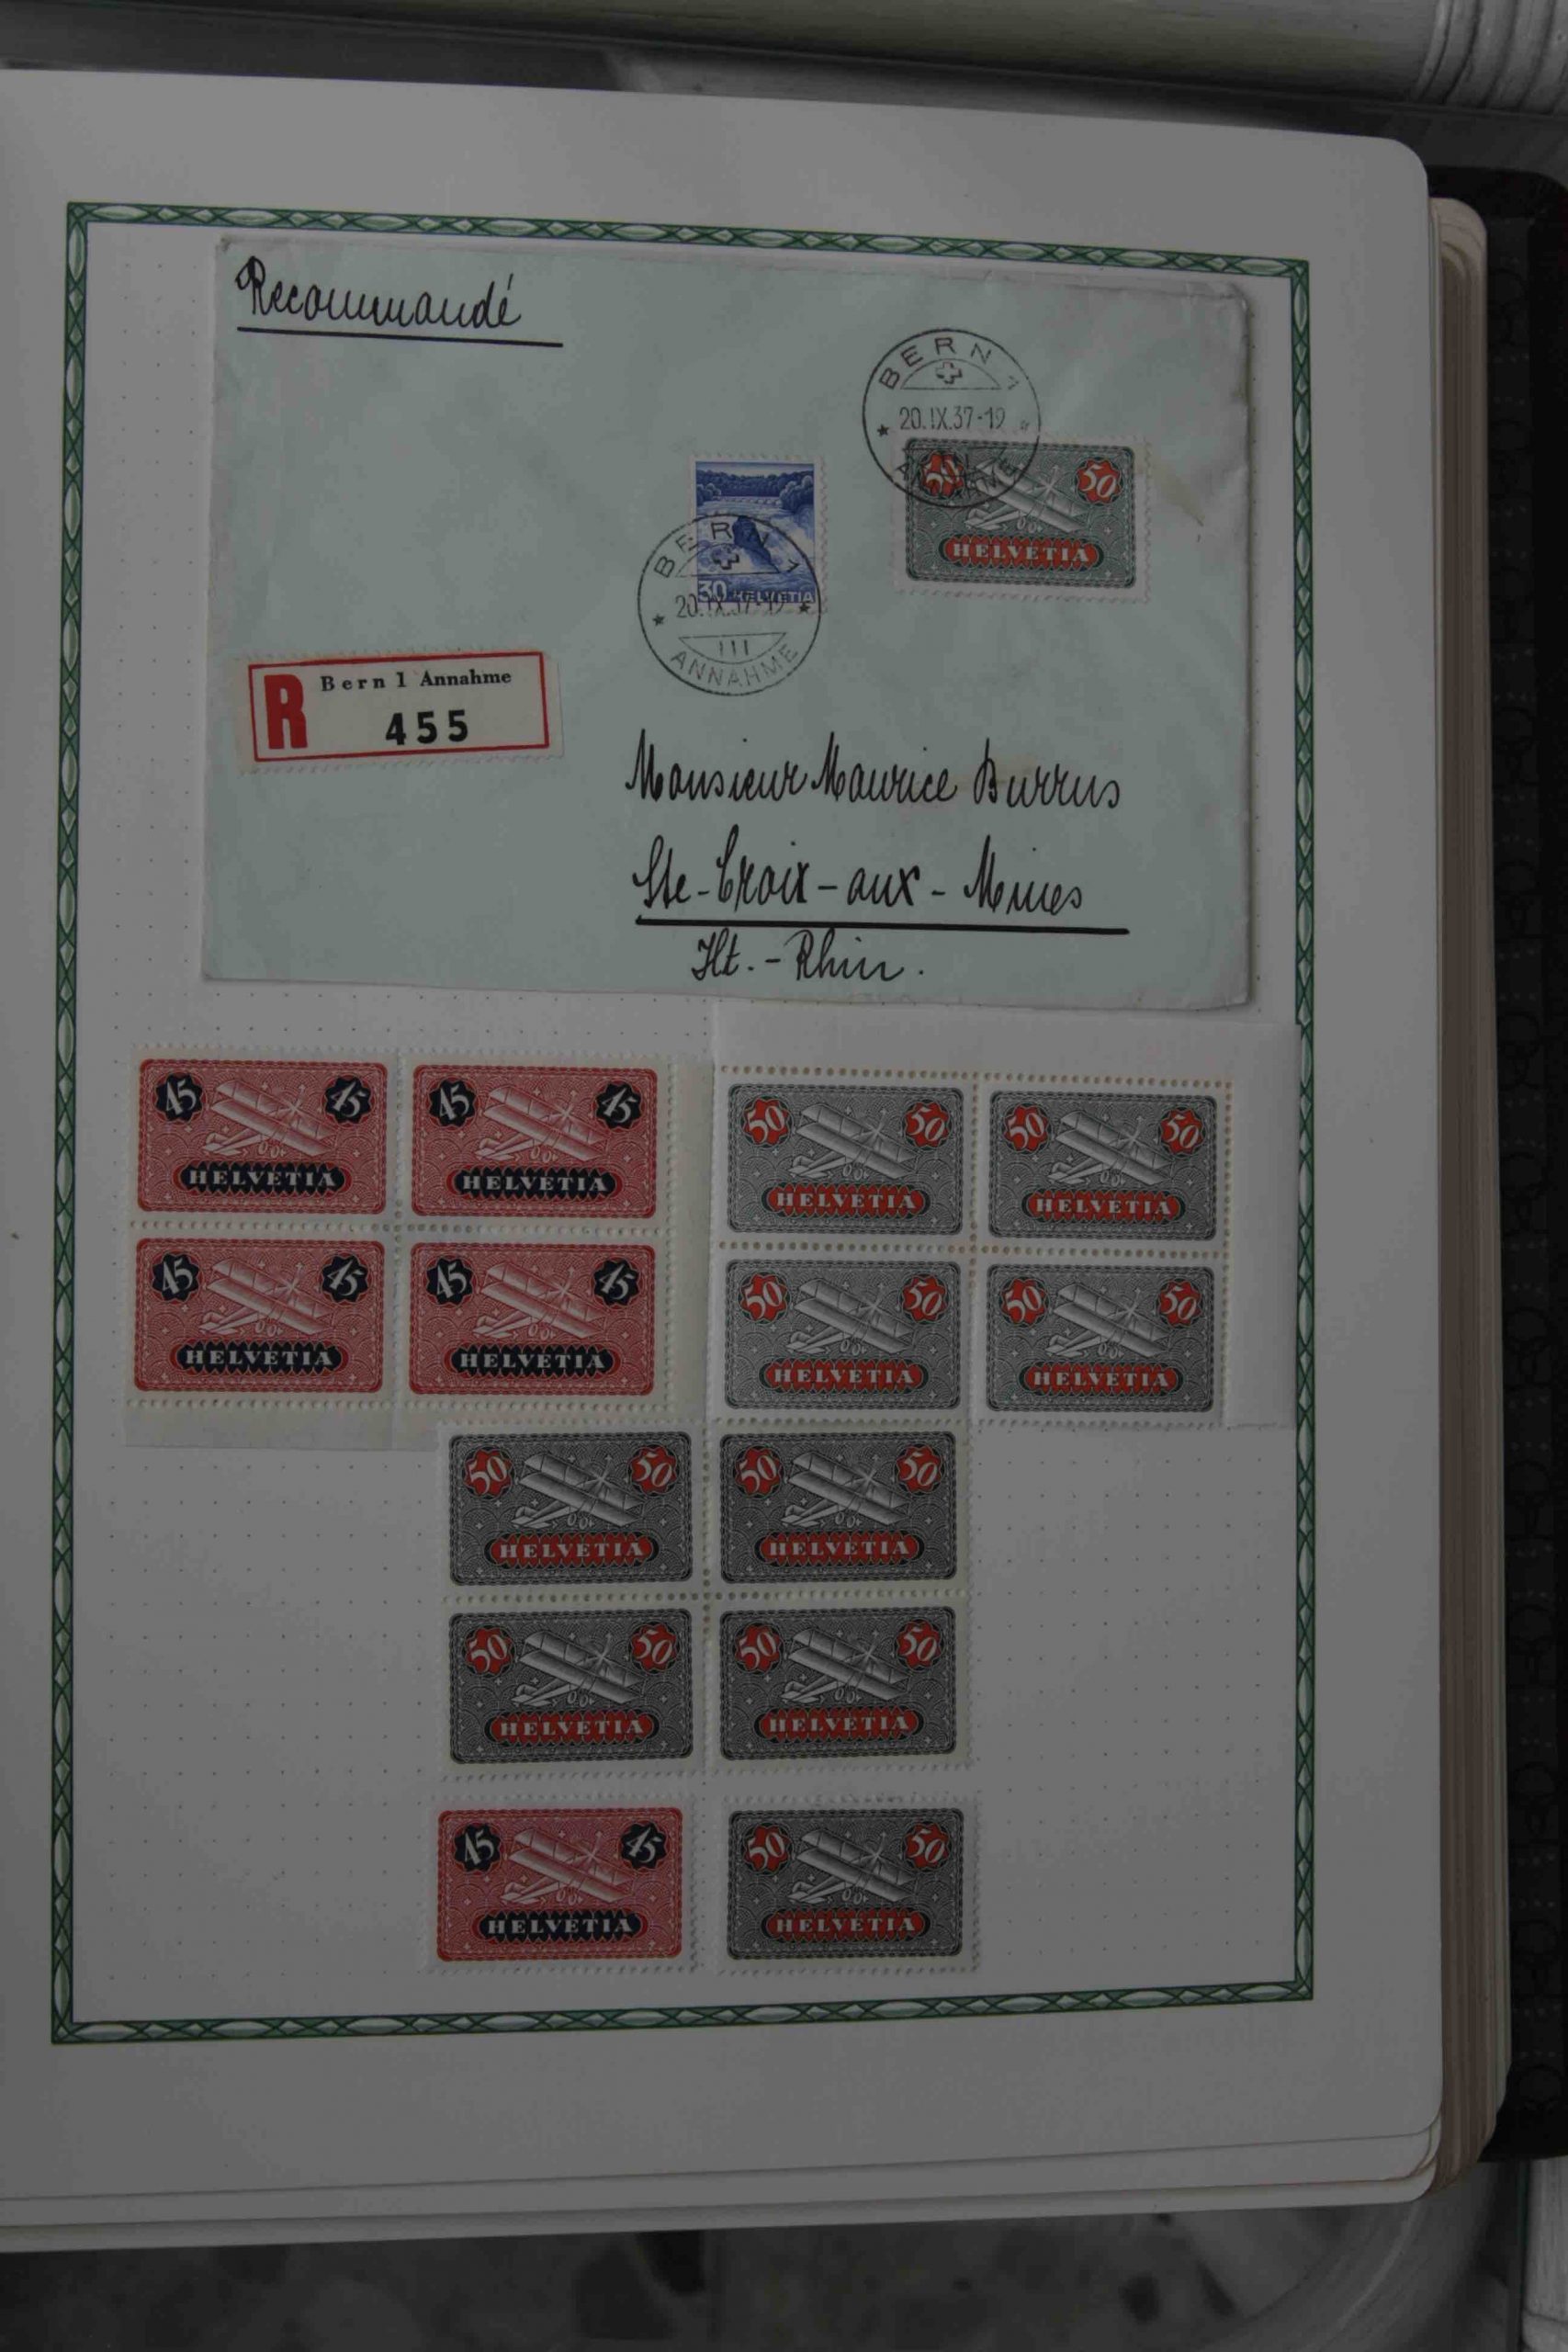 Recommandé
BERN 1
20.IX.37-19
ANNAHME
50 50
HELVETIA
BERN 1
30 HELVETIA
20.IX.37-19
III
ANNAHME
R Bern 1 Annahme
455
Monsieur Maurice Burrus
Ste-Croix-aux-Mines
Ht.-Rhin.
45 45 45 45 50 50 50 50
HELVETIA HELVETIA HELVETIA HELVETIA
45 45 45 45 50 50 50 50
HELVETIA HELVETIA HELVETIA HELVETIA
50 50 50 50
HELVETIA HELVETIA
50 50 50 50
HELVETIA HELVETIA
45 45 50 50
HELVETIA HELVETIA